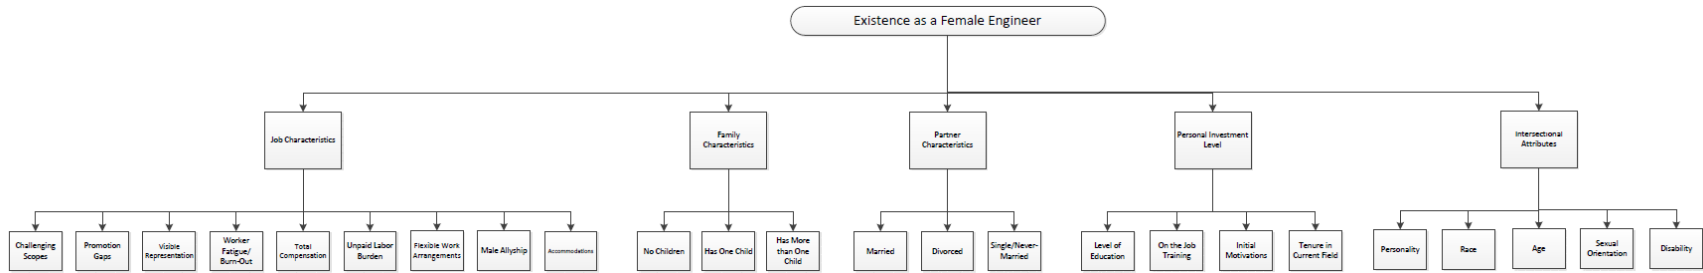 Existence as a Female Engineer
Job Characteristics
Family
Characteristics
Partner
Characteristics
Personal Investment
Level
Intersectional
Attributes
Challenging
Scopes
Promotion
Gaps
Visible
Representation
Worker
Fatigue/
Burn-Out
Total
Compensation
Unpaid Labor
Burden
Flexible Work
Arrangements
Male Allyship
Accommodations
No Children
Has One Child
Has More
than One
Child
Married
Divorced
Single/Never-
Married
Level of
Education
On the Job
Training
Initial
Motivations
Tenure in
Current Field
Personality
Race
Age
Sexual
Orientation
Disability